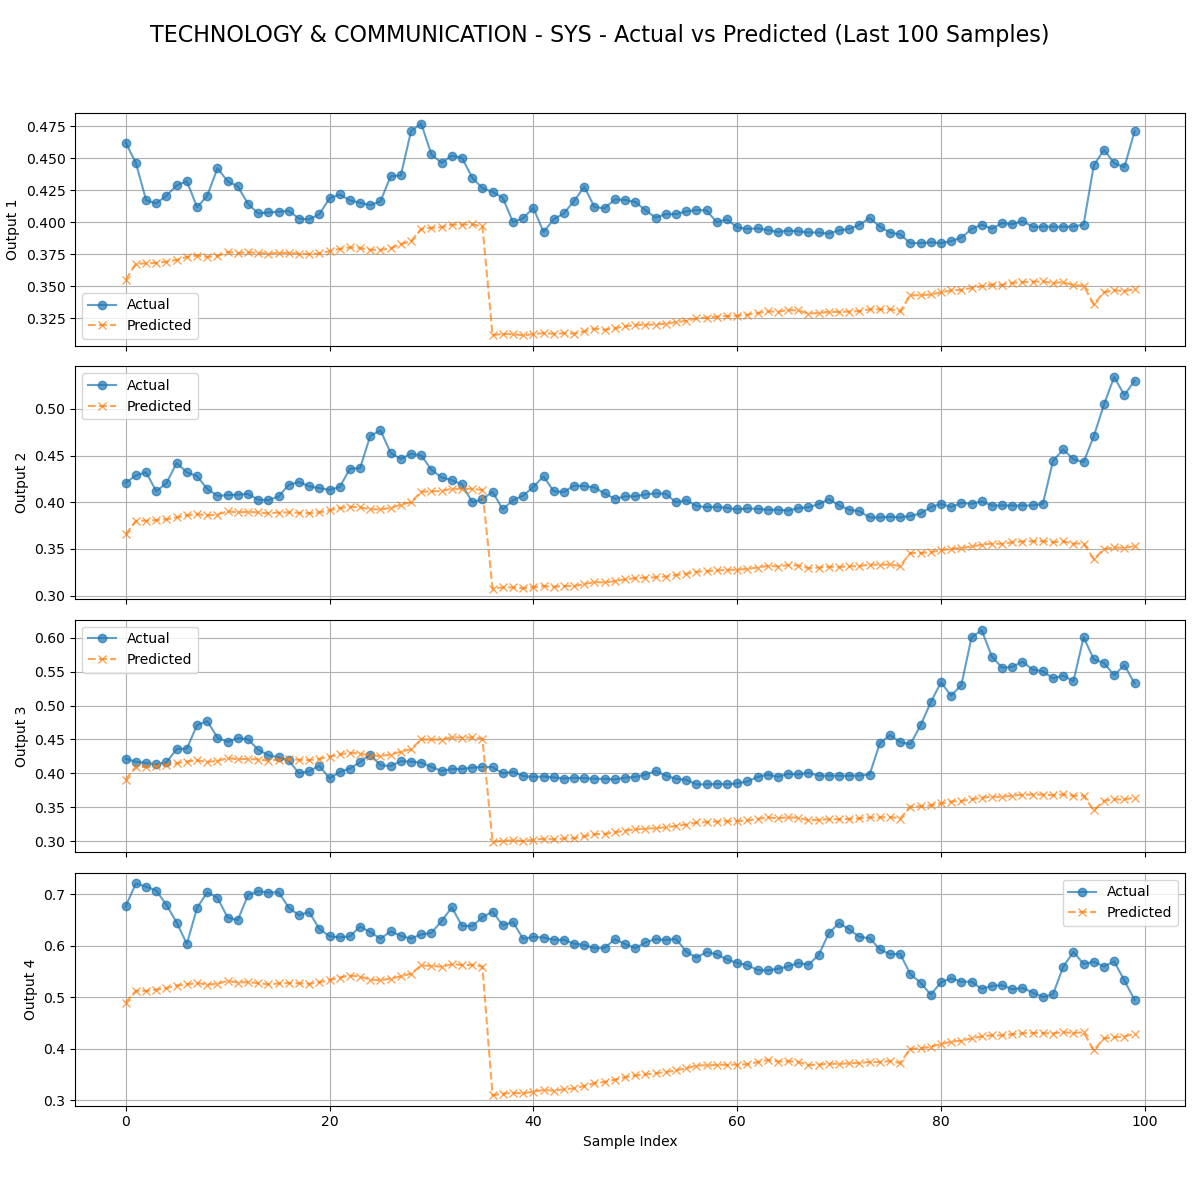 TECHNOLOGY & COMMUNICATION - SYS - Actual vs Predicted (Last 100 Samples)
Output 1
0.475
0.450
0.425
0.400
0.375
0.350
0.325
Actual
Predicted
Output 2
0.50
0.45
0.40
0.35
0.30
Actual
Predicted
Output 3
0.60
0.55
0.50
0.45
0.40
0.35
0.30
Actual
Predicted
Output 4
0.7
0.6
0.5
0.4
0.3
Actual
Predicted
0 20 40 60 80 100
Sample Index